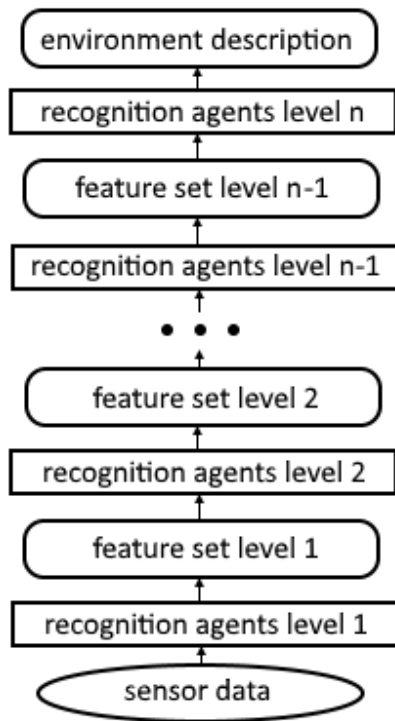 environment description
recognition agents level n
feature set level n-1
recognition agents level n-1
• • •
feature set level 2
recognition agents level 2
feature set level 1
recognition agents level 1
sensor data